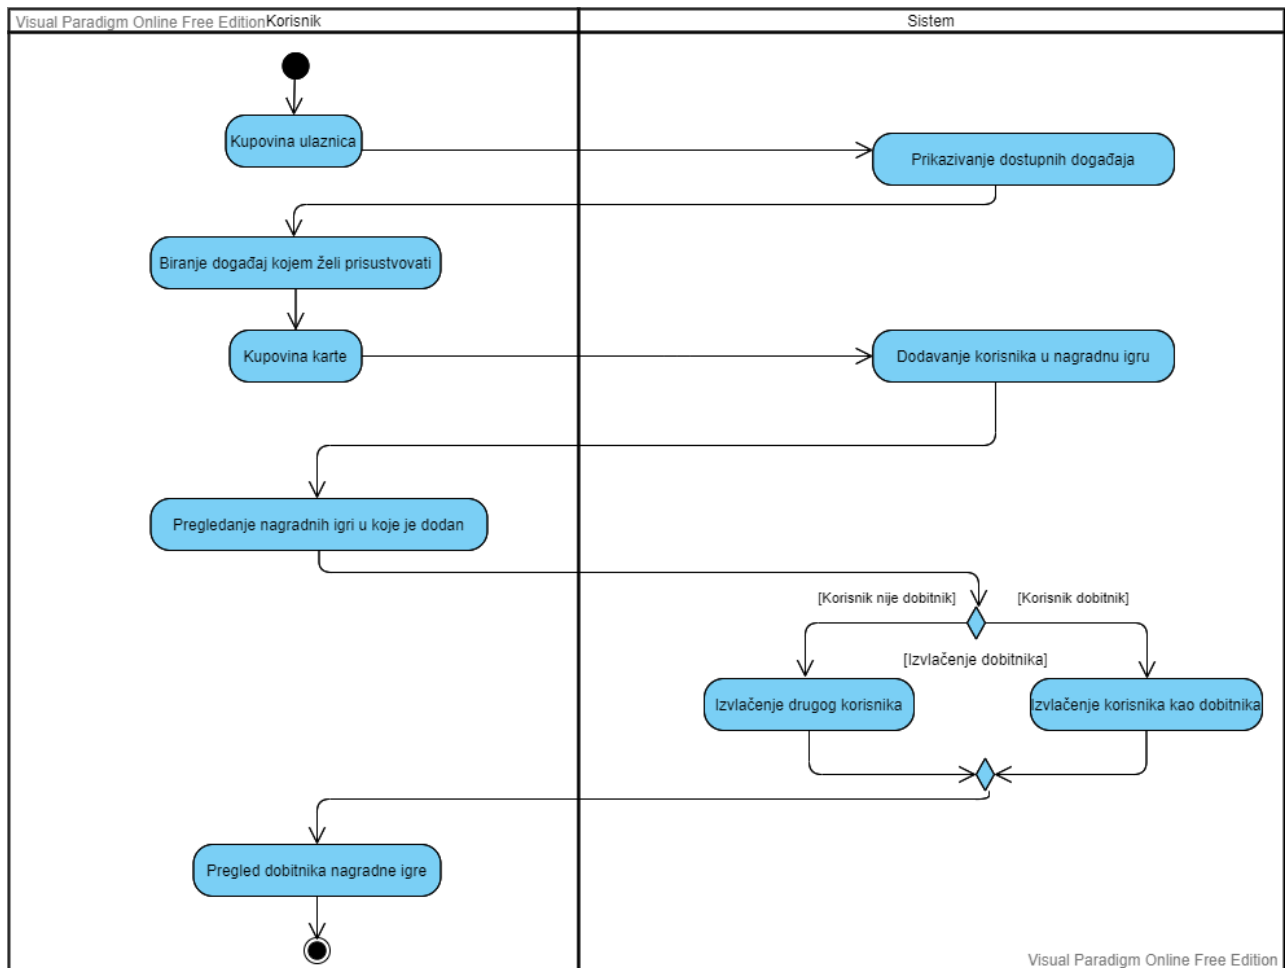 Visual Paradigm Online Free Edition
Korisnik
Sistem
Kupovina ulaznica
Prikazivanje dostupnih događaja
Biranje događaj kojem želi prisustvovati
Kupovina karte
Dodavanje korisnika u nagradnu igru
Pregledanje nagradnih igri u koje je dodan
[Korisnik nije dobitnik]
[Korisnik dobitnik]
[Izvlačenje dobitnika]
Izvlačenje drugog korisnika
Izvlačenje korisnika kao dobitnika
Pregled dobitnika nagradne igre
Visual Paradigm Online Free Edition